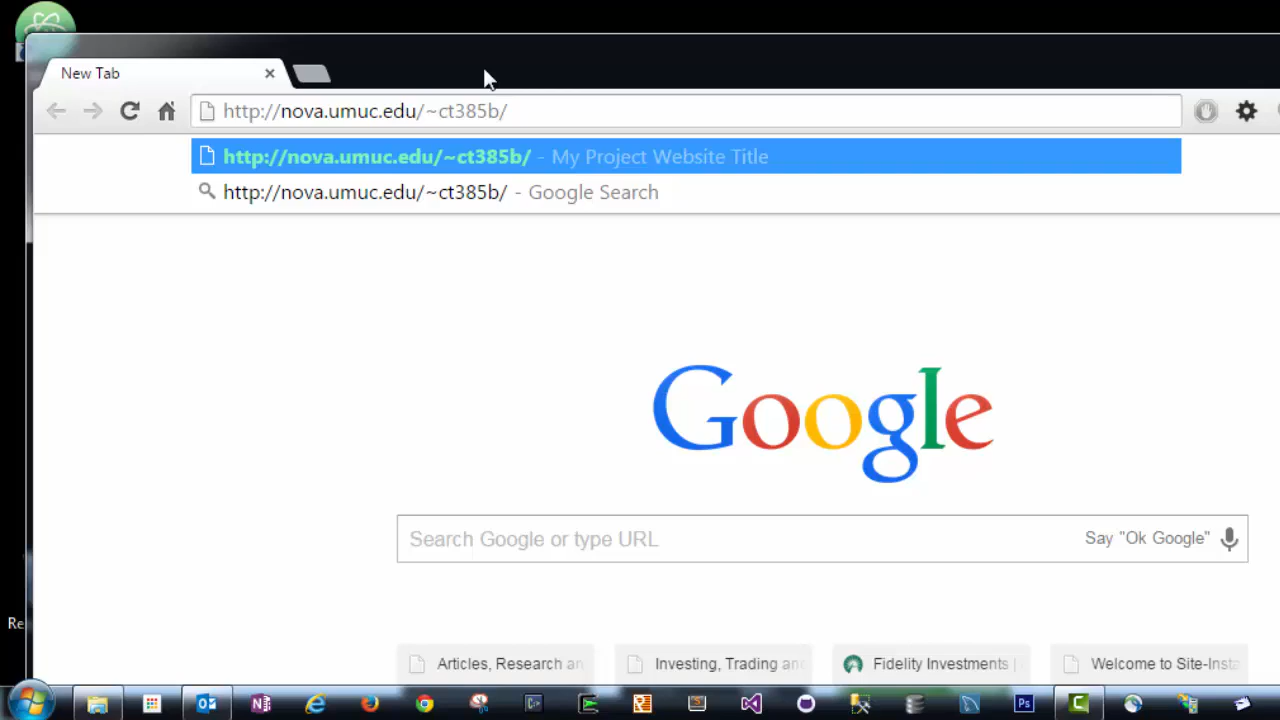 New Tab
http://nova.umuc.edu/~ct385b/
http://nova.umuc.edu/~ct385b/ - My Project Website Title
http://nova.umuc.edu/~ct385b/ - Google Search
Google
Search Google or type URL
Say "Ok Google"
Articles, Research an
Investing, Trading and
Fidelity Investments |
Welcome to Site-Insta
Re
Ps